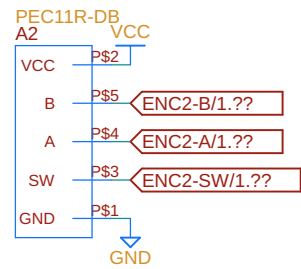 PEC11R-DB
A2
VCC
VCC P$2
B P$5 ENC2-B/1.??
A P$4 ENC2-A/1.??
SW P$3 ENC2-SW/1.??
GND P$1
GND